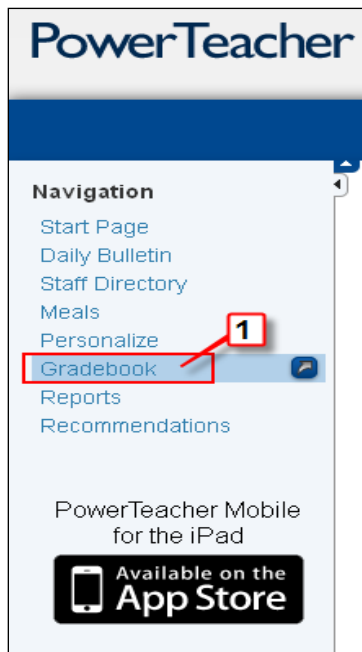 PowerTeacher
Navigation
Start Page
Daily Bulletin
Staff Directory
Meals
Personalize
1
Gradebook
Reports
Recommendations
PowerTeacher Mobile
for the iPad
Available on the
App Store